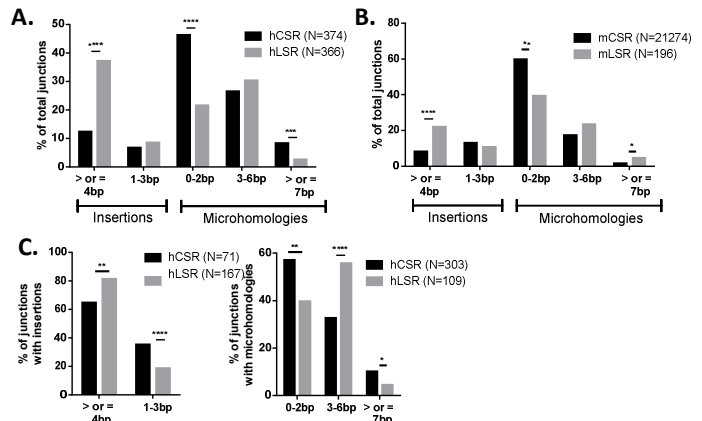 A.
% of total junctions
50
40
30
20
10
0
****
****
***
hCSR (N=374)
hLSR (N=366)
> or =
4bp
1-3bp
0-2bp
3-6bp
> or =
7bp
Insertions
Microhomologies
B.
% of total junctions
80
60
40
20
0
****
**
*
mCSR (N=21274)
mLSR (N=196)
> or =
4bp
1-3bp
0-2bp
3-6bp
> or =
7bp
Insertions
Microhomologies
C.
% of junctions
with insertions
100
80
60
40
20
0
**
****
hCSR (N=71)
hLSR (N=167)
> or =
4bp
1-3bp
% of junctions
with microhomologies
60
40
20
0
**
****
*
hCSR (N=303)
hLSR (N=109)
0-2bp
3-6bp
> or =
7bp